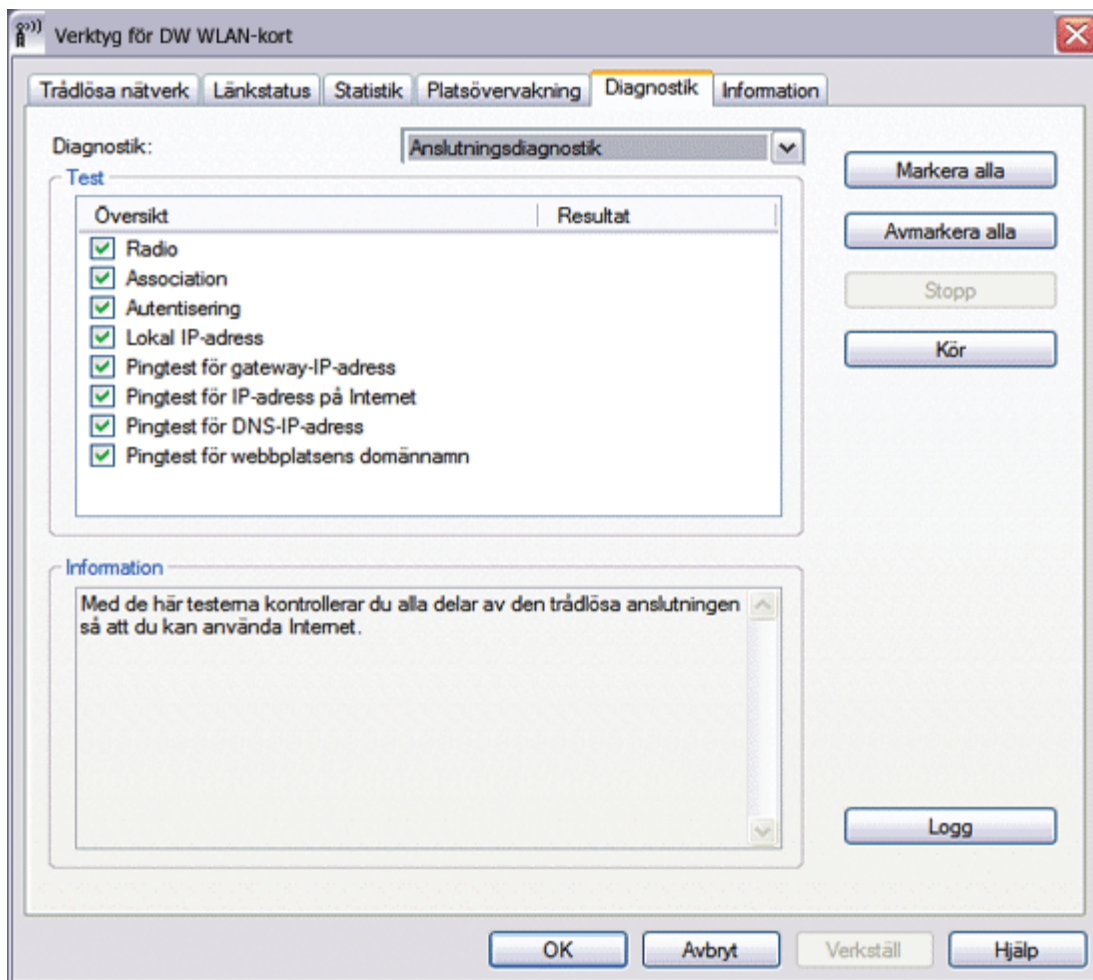 Verktyg för DW WLAN-kort
Trådlösa nätverk Länkstatus Statistik Platsövervakning Diagnostik Information
Diagnostik: Anslutningsdiagnostik
Markera alla
Test
Översikt Resultat
Avmarkera alla
Radio
Association
Stopp
Autentisering
Lokal IP-adress
Kör
Pingtest för gateway-IP-adress
Pingtest för IP-adress på Internet
Pingtest för DNS-IP-adress
Pingtest för webbplatsens domännamn
Information
Med de här testerna kontrollerar du alla delar av den trådlösa anslutningen
så att du kan använda Internet.
Logg
OK Avbryt Verkställ Hjälp